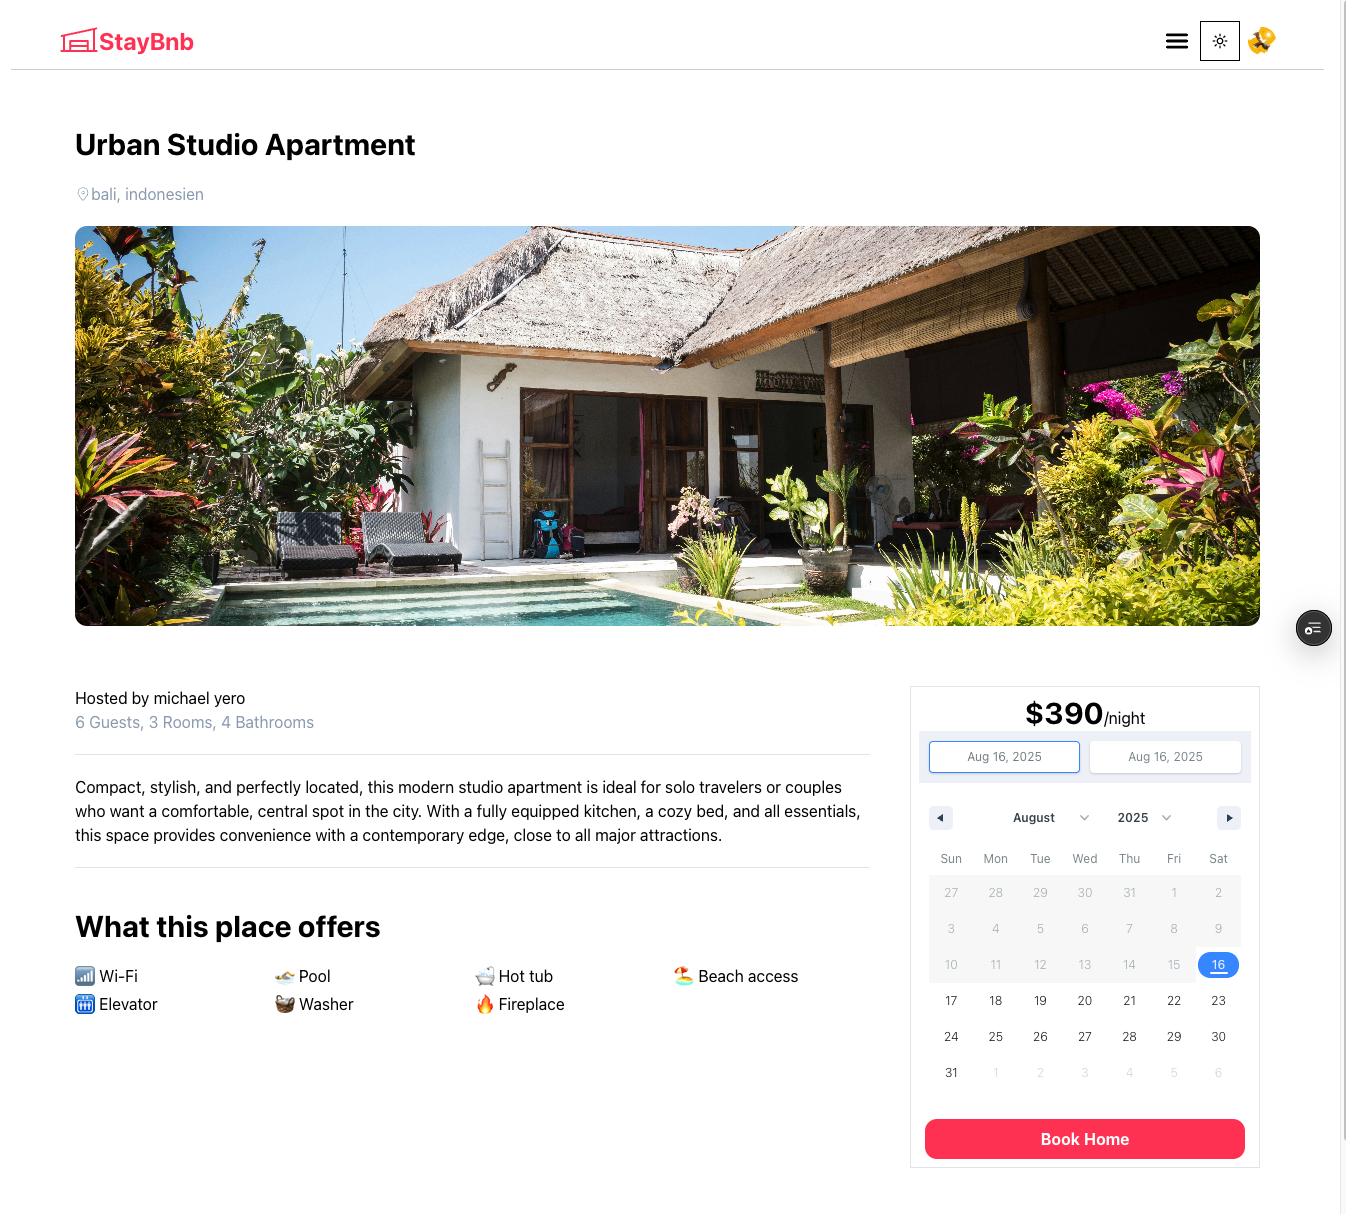 StayBnb
Urban Studio Apartment
bali, indonesien
Hosted by michael yero
6 Guests, 3 Rooms, 4 Bathrooms
Compact, stylish, and perfectly located, this modern studio apartment is ideal for solo travelers or couples
who want a comfortable, central spot in the city. With a fully equipped kitchen, a cozy bed, and all essentials,
this space provides convenience with a contemporary edge, close to all major attractions.
What this place offers
Wi-Fi Pool Hot tub Beach access
Elevator Washer Fireplace
$390/night
Aug 16, 2025 Aug 16, 2025
August 2025
Sun Mon Tue Wed Thu Fri Sat
27 28 29 30 31 1 2
3 4 5 6 7 8 9
10 11 12 13 14 15 16
17 18 19 20 21 22 23
24 25 26 27 28 29 30
31 1 2 3 4 5 6
Book Home